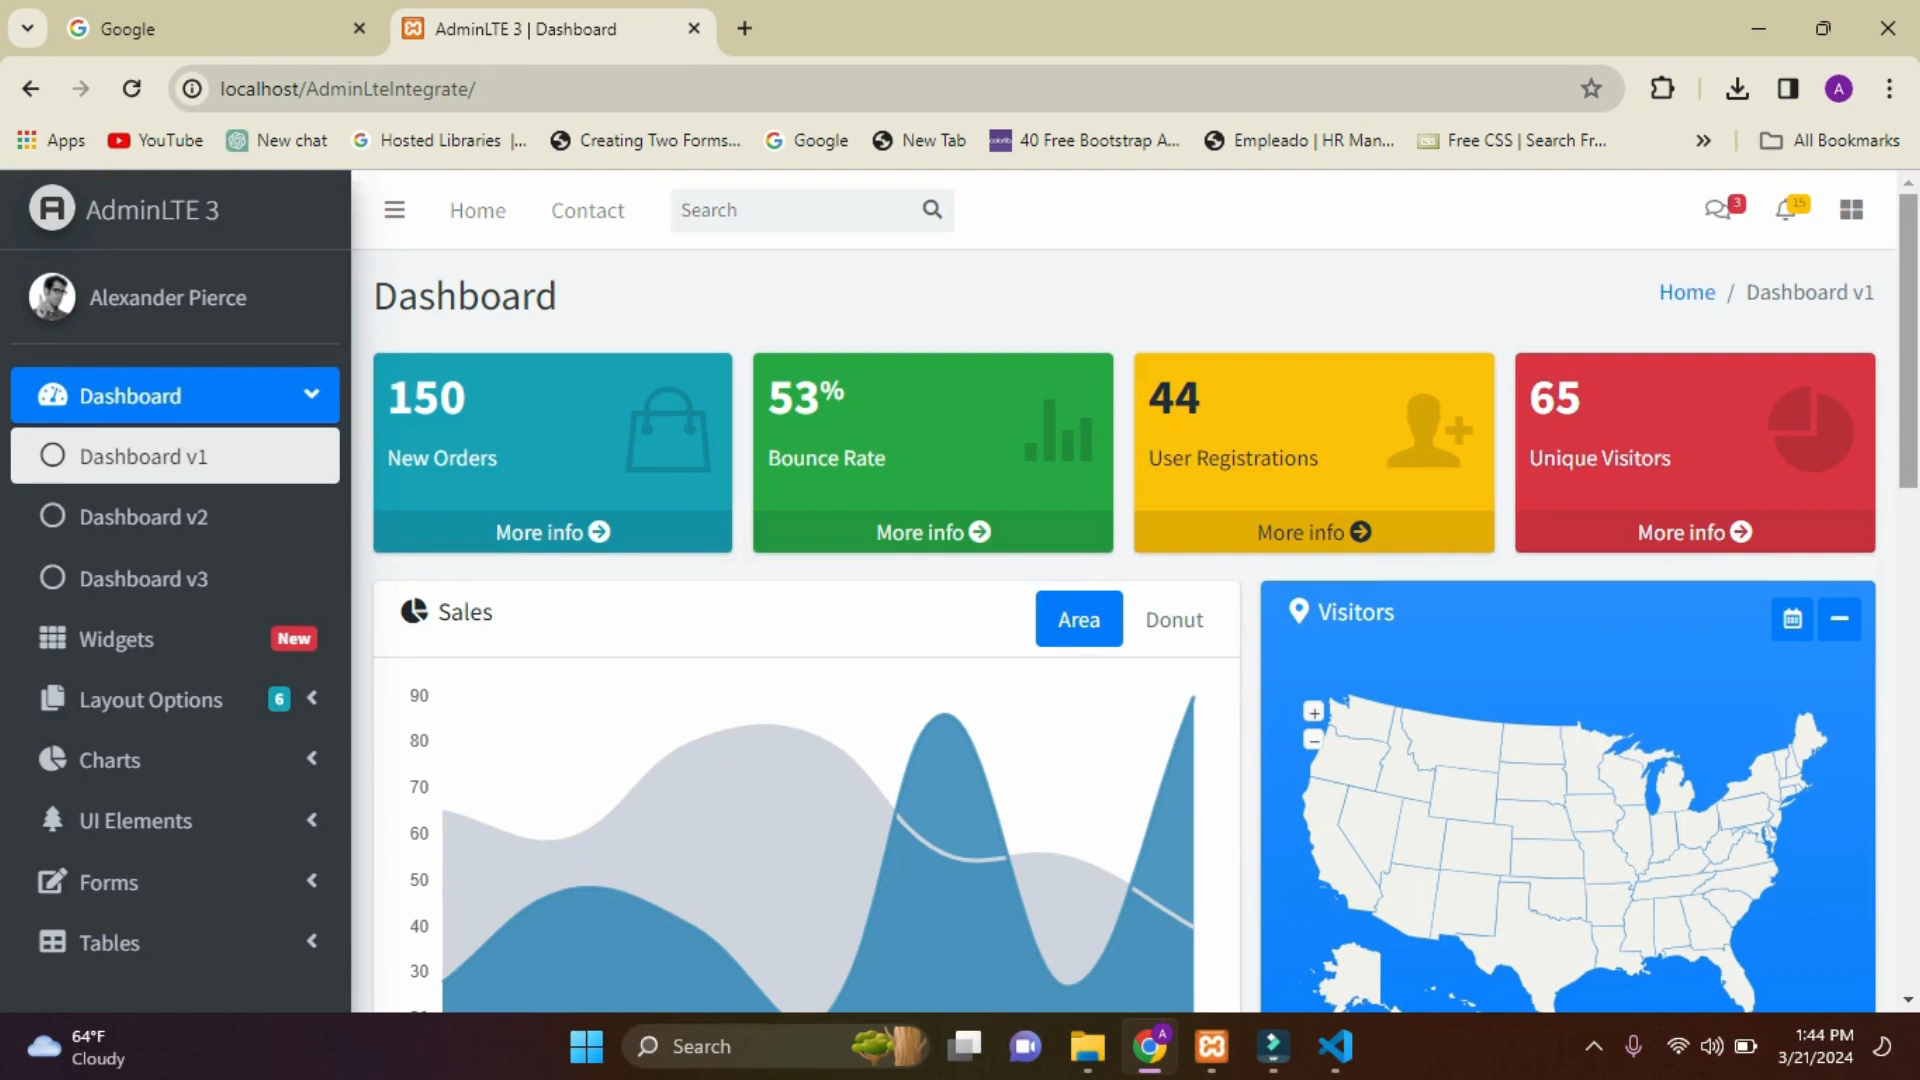 Google
AdminLTE 3 | Dashboard
localhost/AdminLteIntegrate/
Apps
YouTube
New chat
Hosted Libraries |...
Creating Two Forms...
Google
New Tab
40 Free Bootstrap A...
Empleado | HR Man...
Free CSS | Search Fr...
All Bookmarks
AdminLTE 3
Home
Contact
Search
3
15
Alexander Pierce
Dashboard
Home / Dashboard v1
Dashboard
Dashboard v1
Dashboard v2
Dashboard v3
Widgets
New
Layout Options
6
Charts
UI Elements
Forms
Tables
150
New Orders
More info
53%
Bounce Rate
More info
44
User Registrations
More info
65
Unique Visitors
More info
Sales
Area
Donut
90
80
70
60
50
40
30
Visitors
+
−
64°F
Cloudy
Search
A
A
1:44 PM
3/21/2024